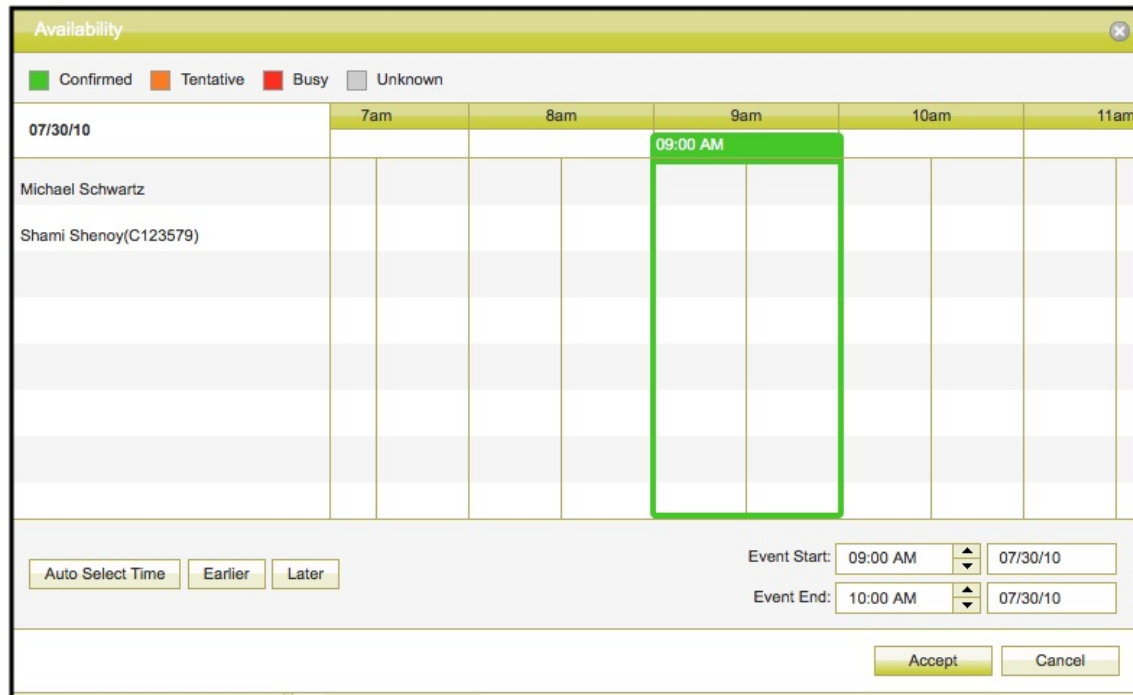 Availability
Confirmed Tentative Busy Unknown
07/30/10 7am 8am 9am 10am 11am
09:00 AM
Michael Schwartz
Shami Shenoy(C123579)
Auto Select Time Earlier Later
Event Start: 09:00 AM 07/30/10
Event End: 10:00 AM 07/30/10
Accept Cancel